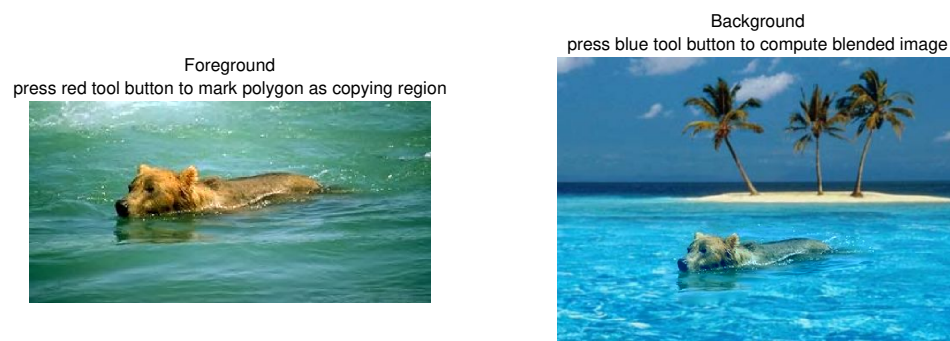 Foreground
press red tool button to mark polygon as copying region
Background
press blue tool button to compute blended image